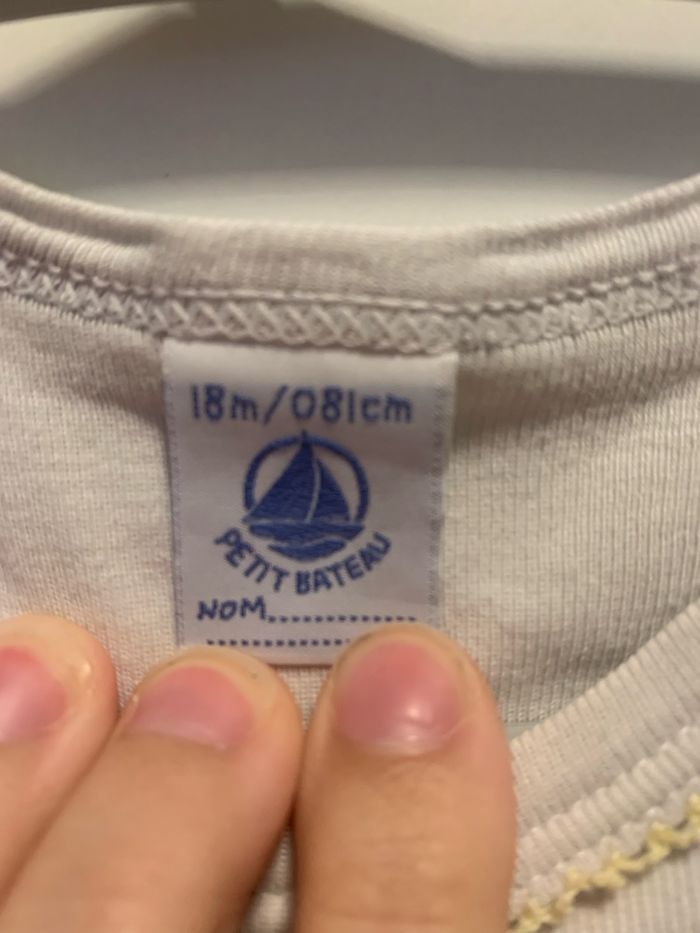 18m/081cm
PETIT BATEAU
NOM..............
................